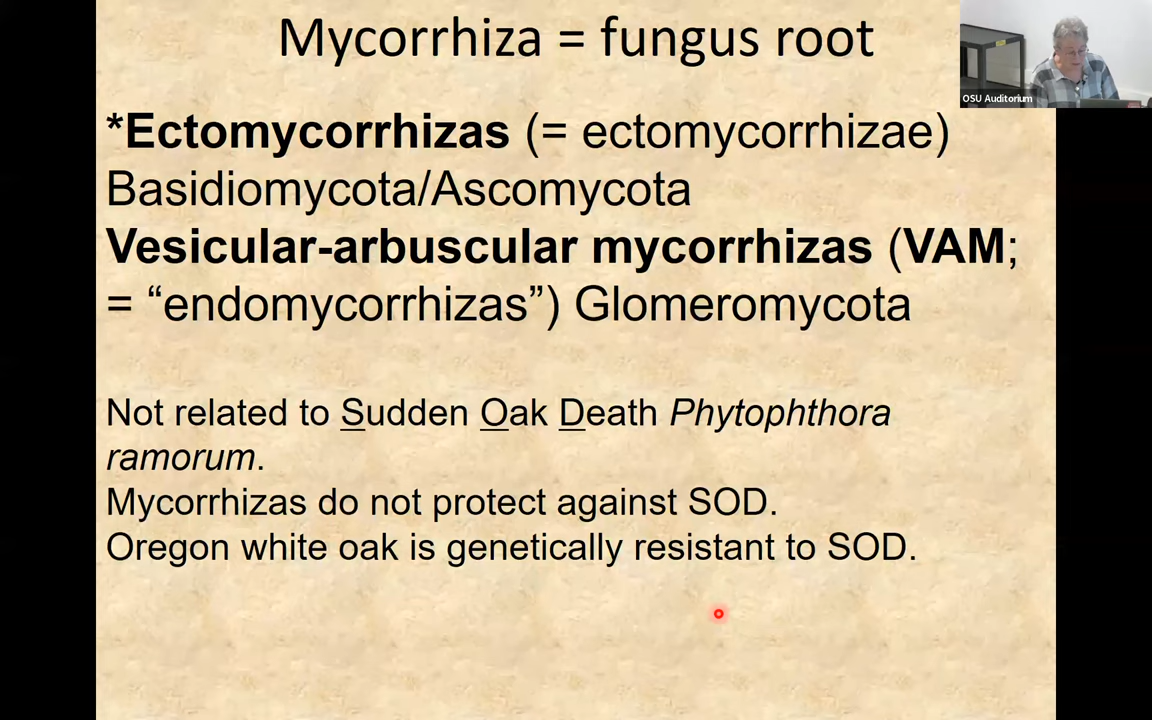 Mycorrhiza = fungus root
OSU Auditorium
*Ectomycorrhizas (= ectomycorrhizae)
Basidiomycota/Ascomycota
Vesicular-arbuscular mycorrhizas (VAM;
= “endomycorrhizas”) Glomeromycota
Not related to Sudden Oak Death Phytophthora
ramorum.
Mycorrhizas do not protect against SOD.
Oregon white oak is genetically resistant to SOD.